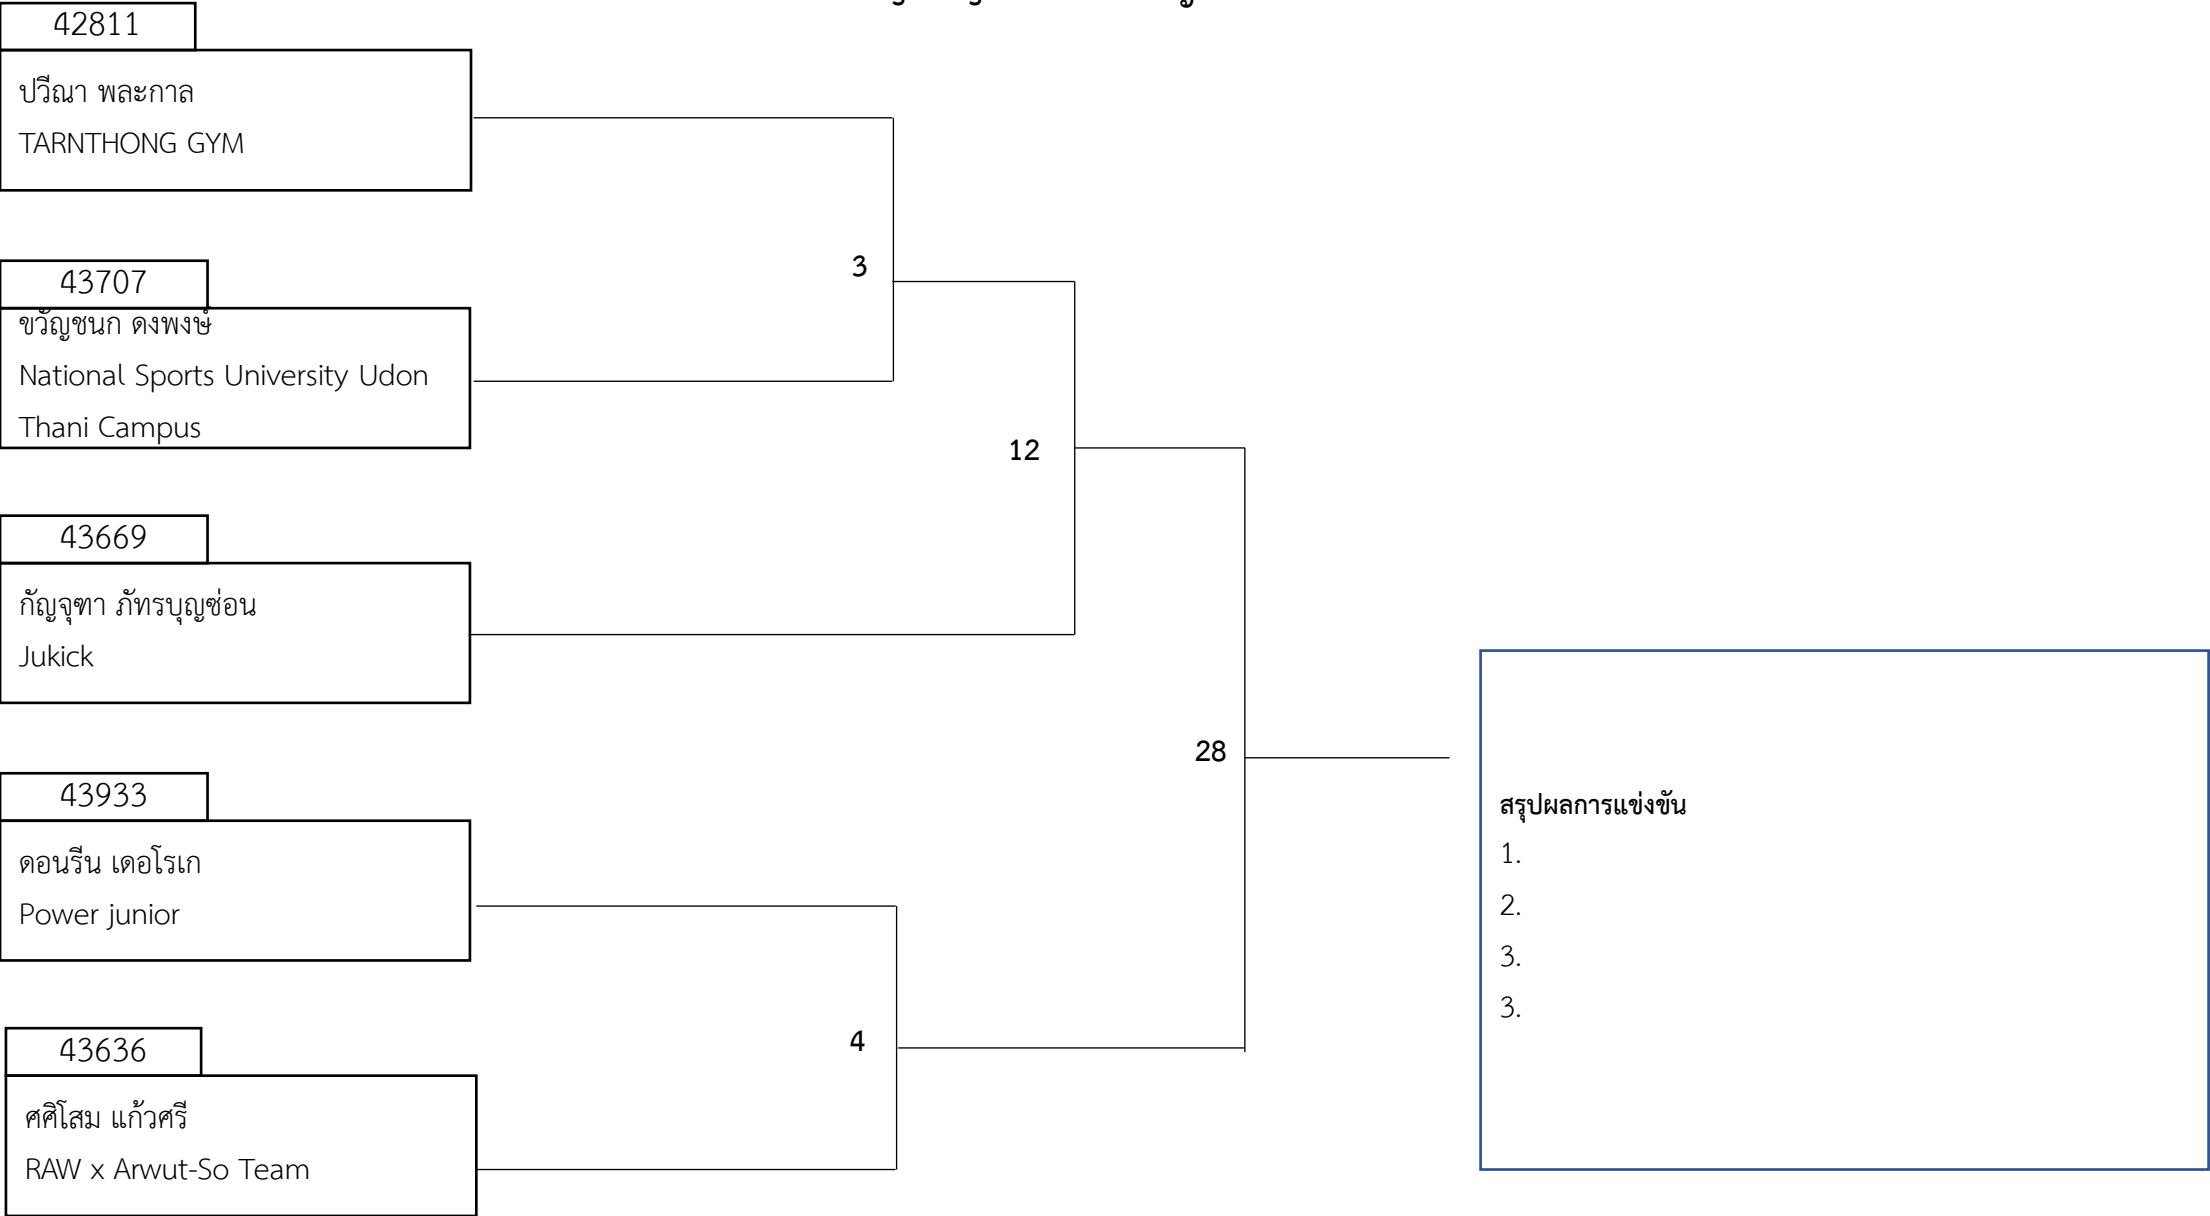 42811
ปวีณา พละกาล
TARNTHONG GYM
43707
ขวัญชนก ดงพงษ์
National Sports University Udon
Thani Campus
3
12
43669
กัญจุฑา ภัทรบุญซ่อน
Jukick
28
43933
ดอนรีน เดอโรเก
Power junior
4
43636
ศศิโสม แก้วศรี
RAW x Arwut-So Team
สรุปผลการแข่งขัน
1.
2.
3.
3.